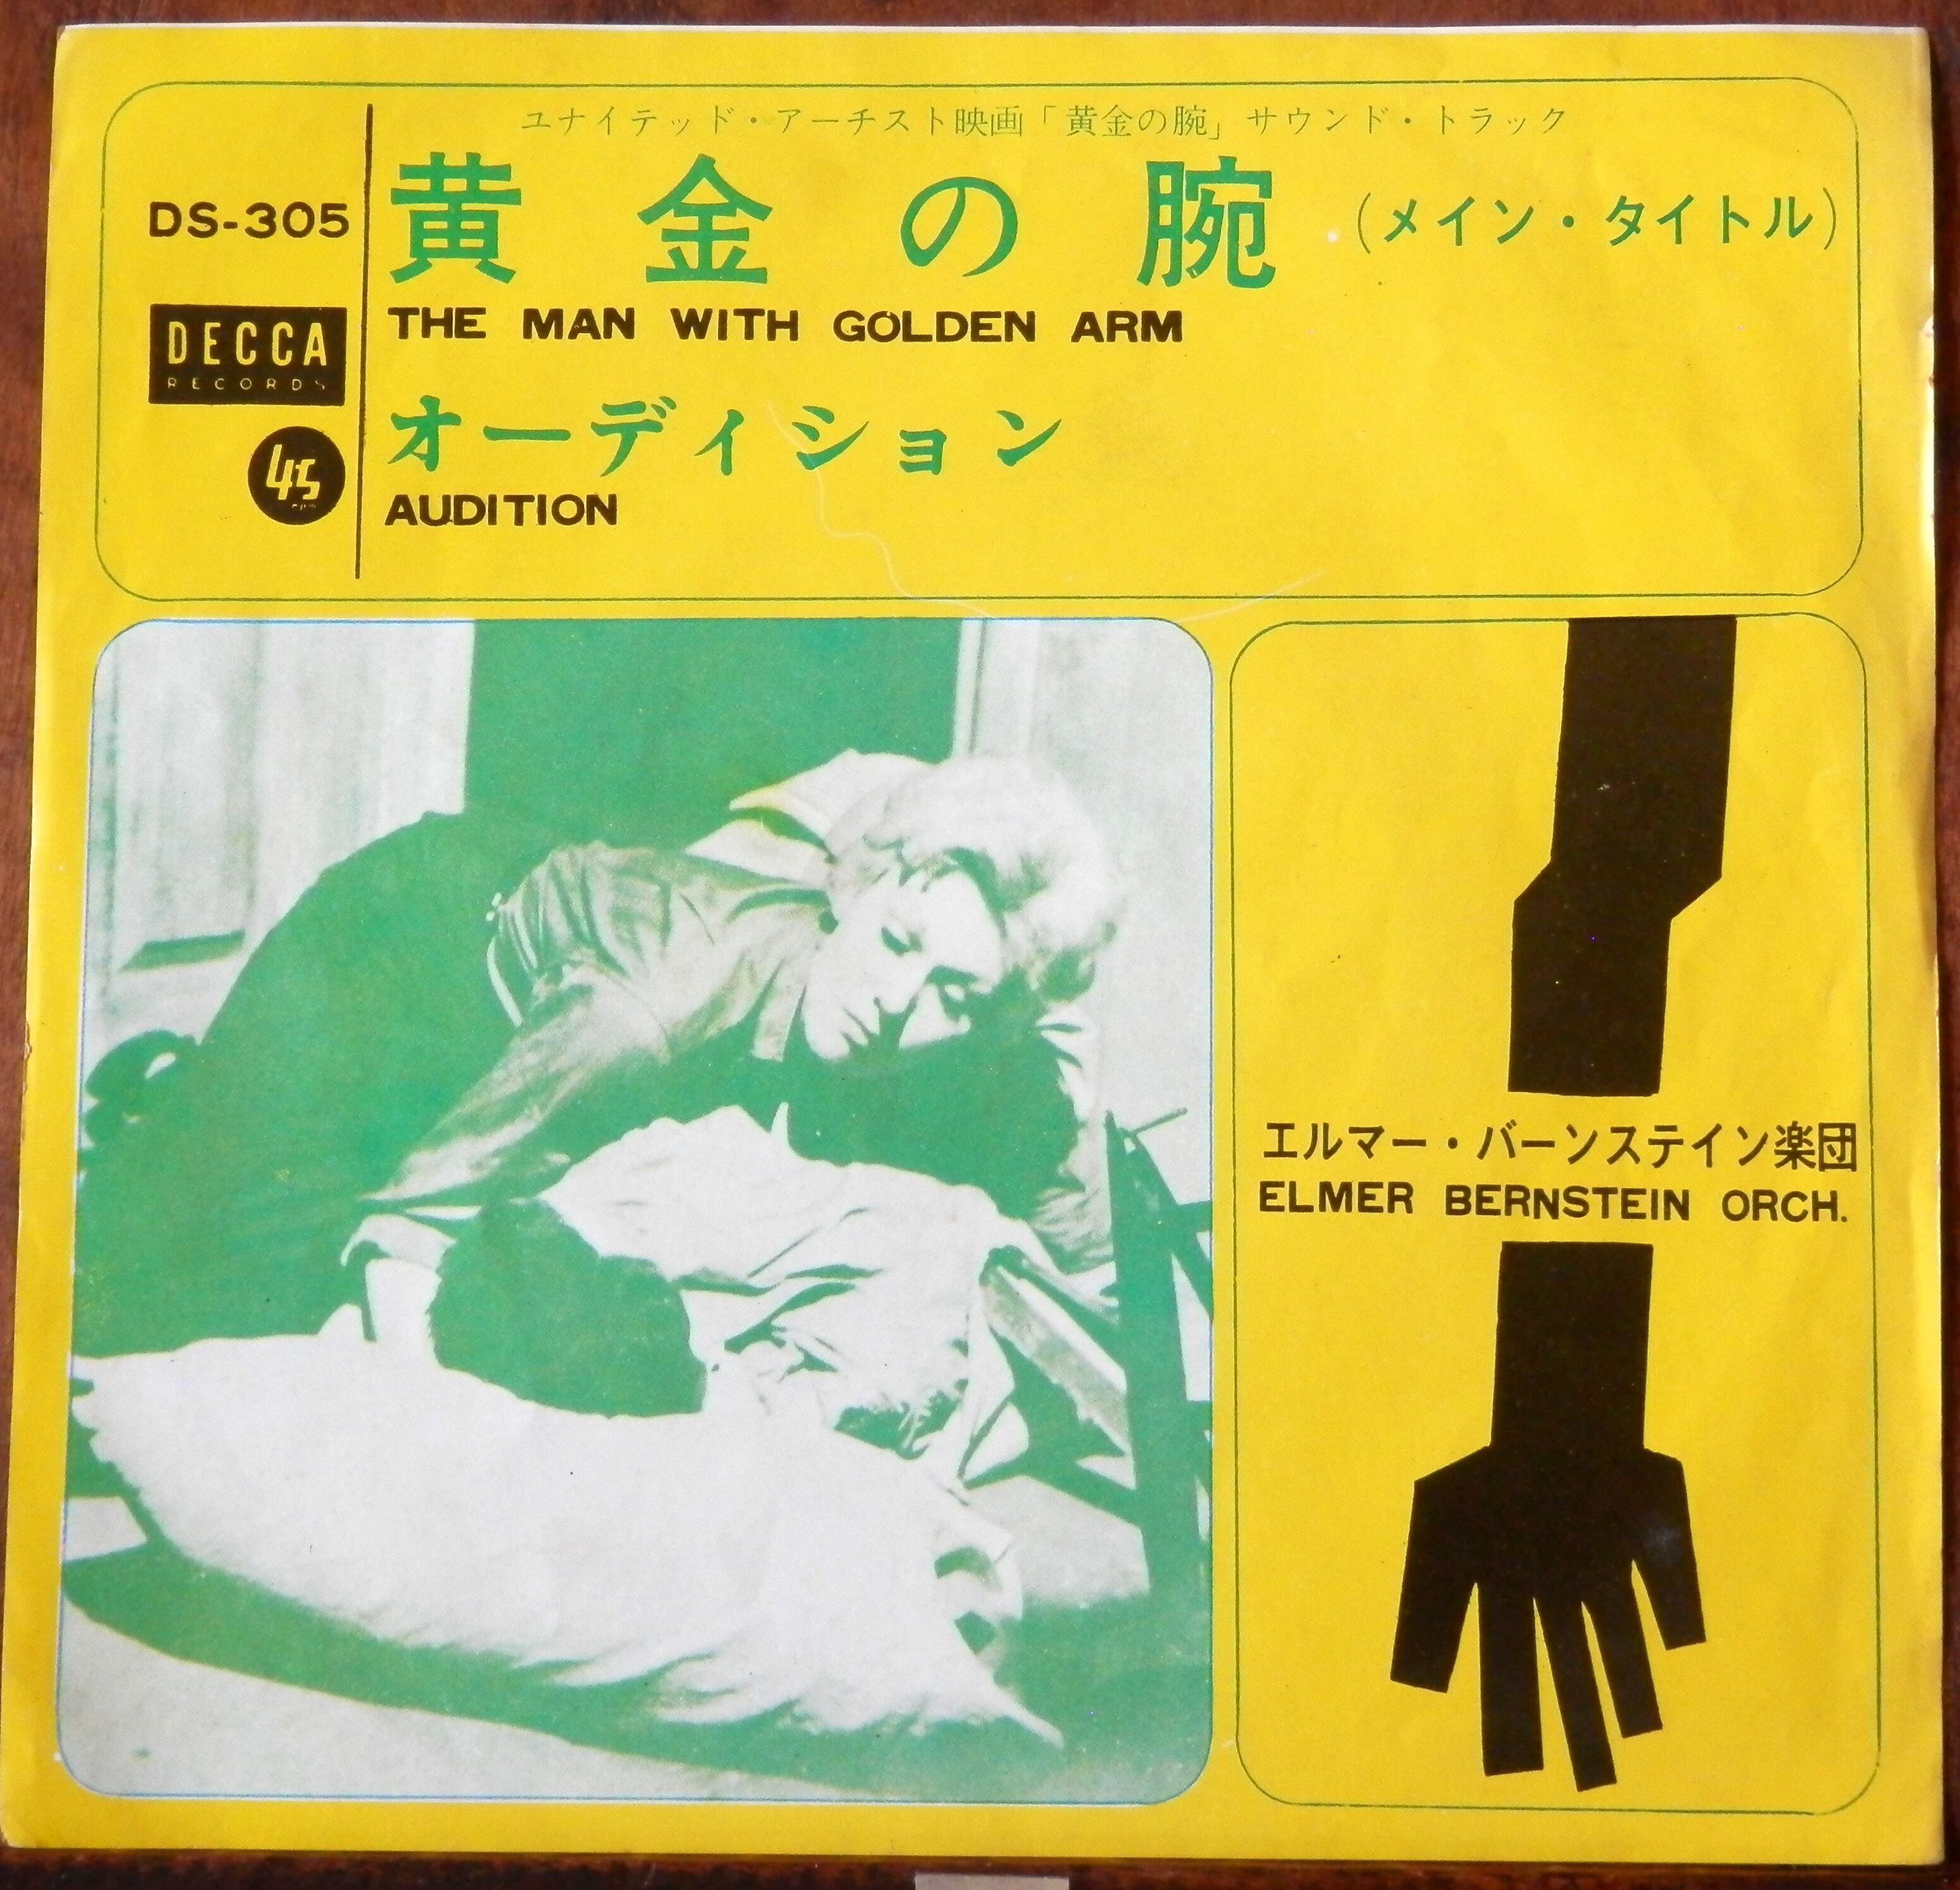 ユナイテッド・アーチスト映画「黄金の腕」サウンド・トラック
DS-305
黄金の腕 (メイン・タイトル)
THE MAN WITH GOLDEN ARM
DECCA
RECORDS
オーディション
45
rpm
AUDITION
エルマー・バーンステイン楽団
ELMER BERNSTEIN ORCH.